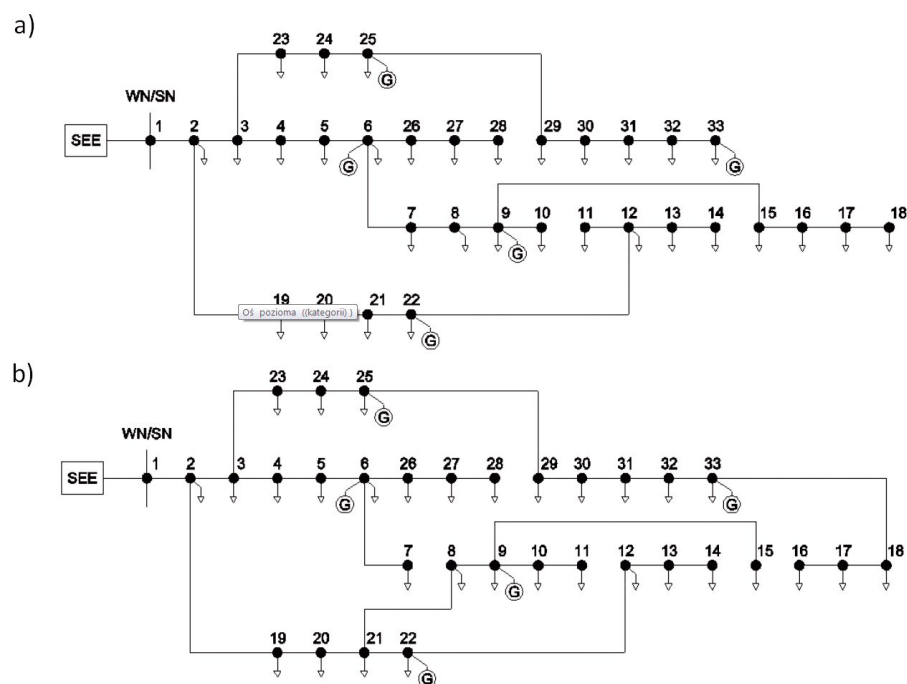 a)
23 24 25
G
WN/SN
SEE 1 2 3 4 5 6 26 27 28 29 30 31 32 33
G G
7 8 9 10 11 12 13 14 15 16 17 18
G
19 20 21 22
Oś pozioma ((kategorii) )
G
b)
23 24 25
G
WN/SN
SEE 1 2 3 4 5 6 26 27 28 29 30 31 32 33
G G
7 8 9 10 11 12 13 14 15 16 17 18
G
19 20 21 22
G